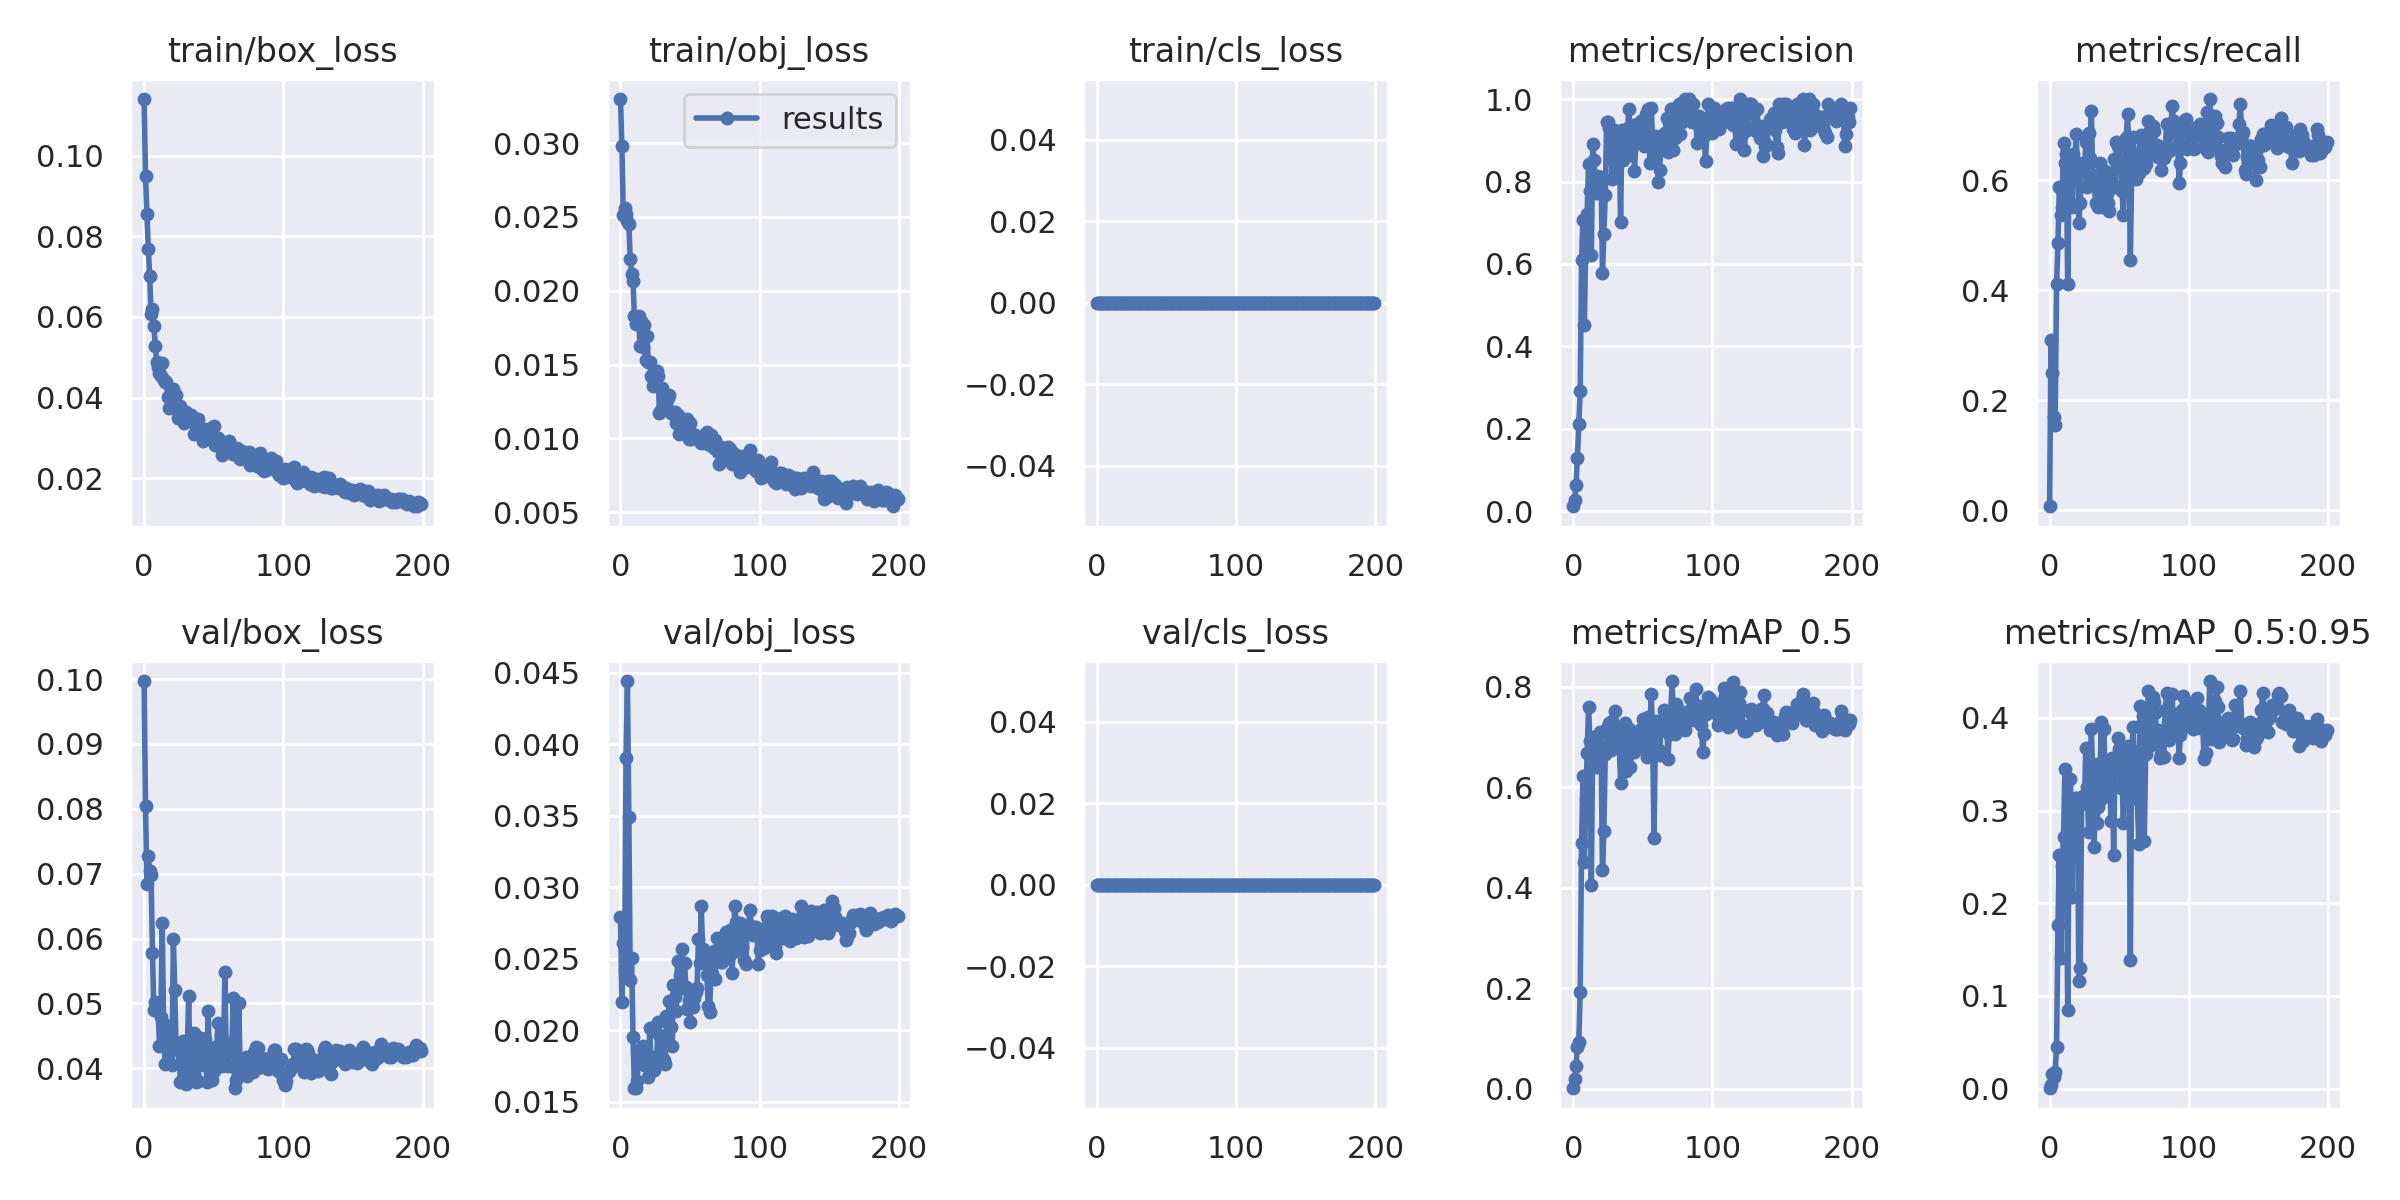 train/box_loss
0.10
0.08
0.06
0.04
0.02
0 100 200
train/obj_loss
results
0.030
0.025
0.020
0.015
0.010
0.005
0 100 200
train/cls_loss
0.04
0.02
0.00
−0.02
−0.04
0 100 200
metrics/precision
1.0
0.8
0.6
0.4
0.2
0.0
0 100 200
metrics/recall
0.6
0.4
0.2
0.0
0 100 200
val/box_loss
0.10
0.09
0.08
0.07
0.06
0.05
0.04
0 100 200
val/obj_loss
0.045
0.040
0.035
0.030
0.025
0.020
0.015
0 100 200
val/cls_loss
0.04
0.02
0.00
−0.02
−0.04
0 100 200
metrics/mAP_0.5
0.8
0.6
0.4
0.2
0.0
0 100 200
metrics/mAP_0.5:0.95
0.4
0.3
0.2
0.1
0.0
0 100 200